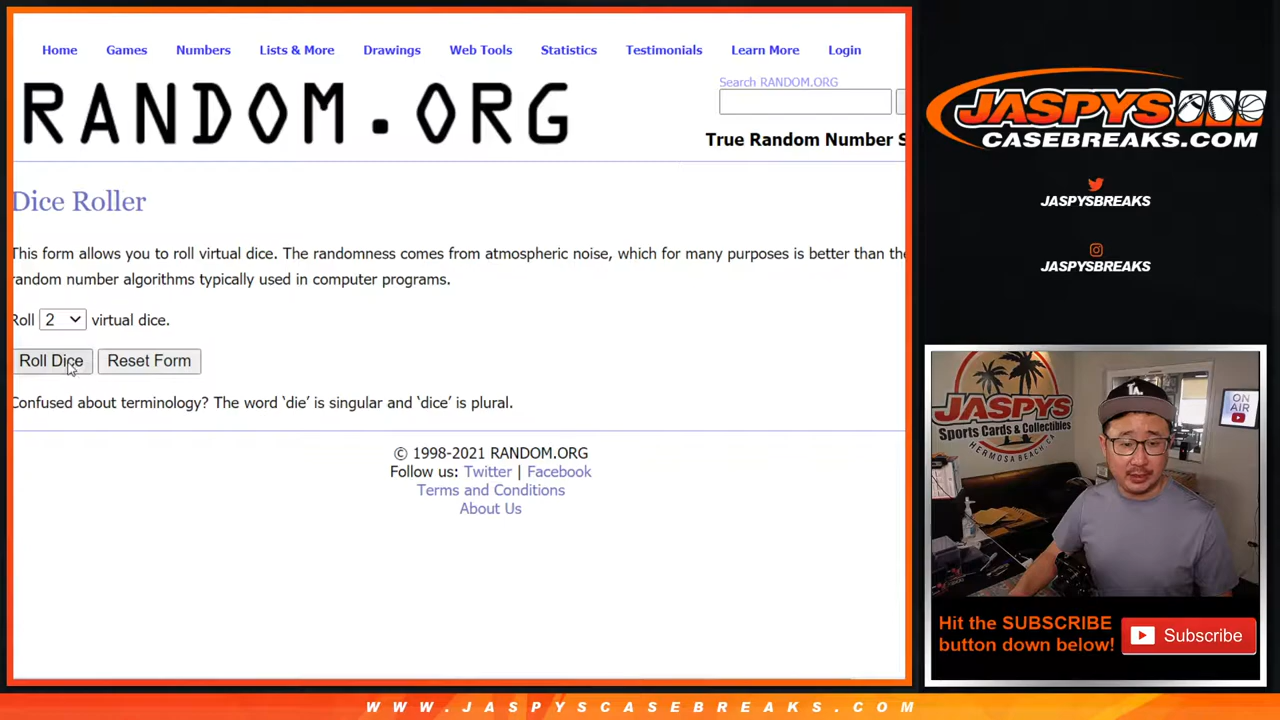 Home Games Numbers Lists & More Drawings Web Tools Statistics Testimonials Learn More Login
RANDOM.ORG
Search RANDOM.ORG
True Random Number S
Dice Roller
This form allows you to roll virtual dice. The randomness comes from atmospheric noise, which for many purposes is better than the
random number algorithms typically used in computer programs.
Roll 2 virtual dice.
Roll Dice Reset Form
Confused about terminology? The word ‘die’ is singular and ‘dice’ is plural.
© 1998-2021 RANDOM.ORG
Follow us: Twitter | Facebook
Terms and Conditions
About Us
JASPYS
CASEBREAKS.COM
JASPYSBREAKS
JASPYSBREAKS
JASPYS
Sports Cards & Collectibles
HERMOSA BEACH, CA
ON
AIR
LA
Hit the SUBSCRIBE
button down below!
Subscribe
WWW.JASPYSCASEBREAKS.COM